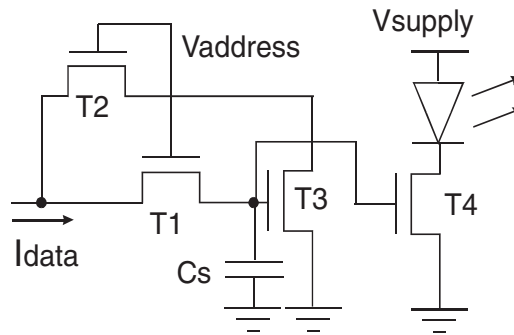 Vsupply
Vaddress
T2
T1
T3
T4
Idata
Cs